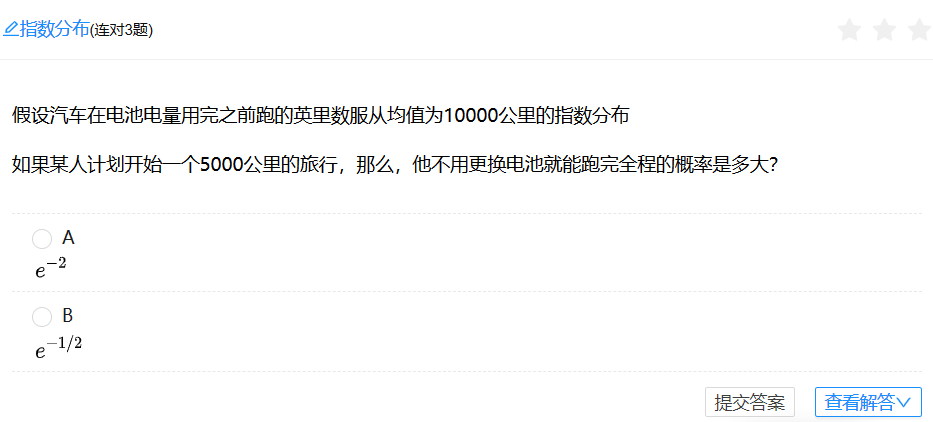 指数分布(连对3题)
假设汽车在电池电量用完之前跑的英里数服从均值为10000公里的指数分布
如果某人计划开始一个5000公里的旅行，那么，他不用更换电池就能跑完全程的概率是多大？
A
e^{-2}
B
e^{-1/2}
提交答案 查看解答